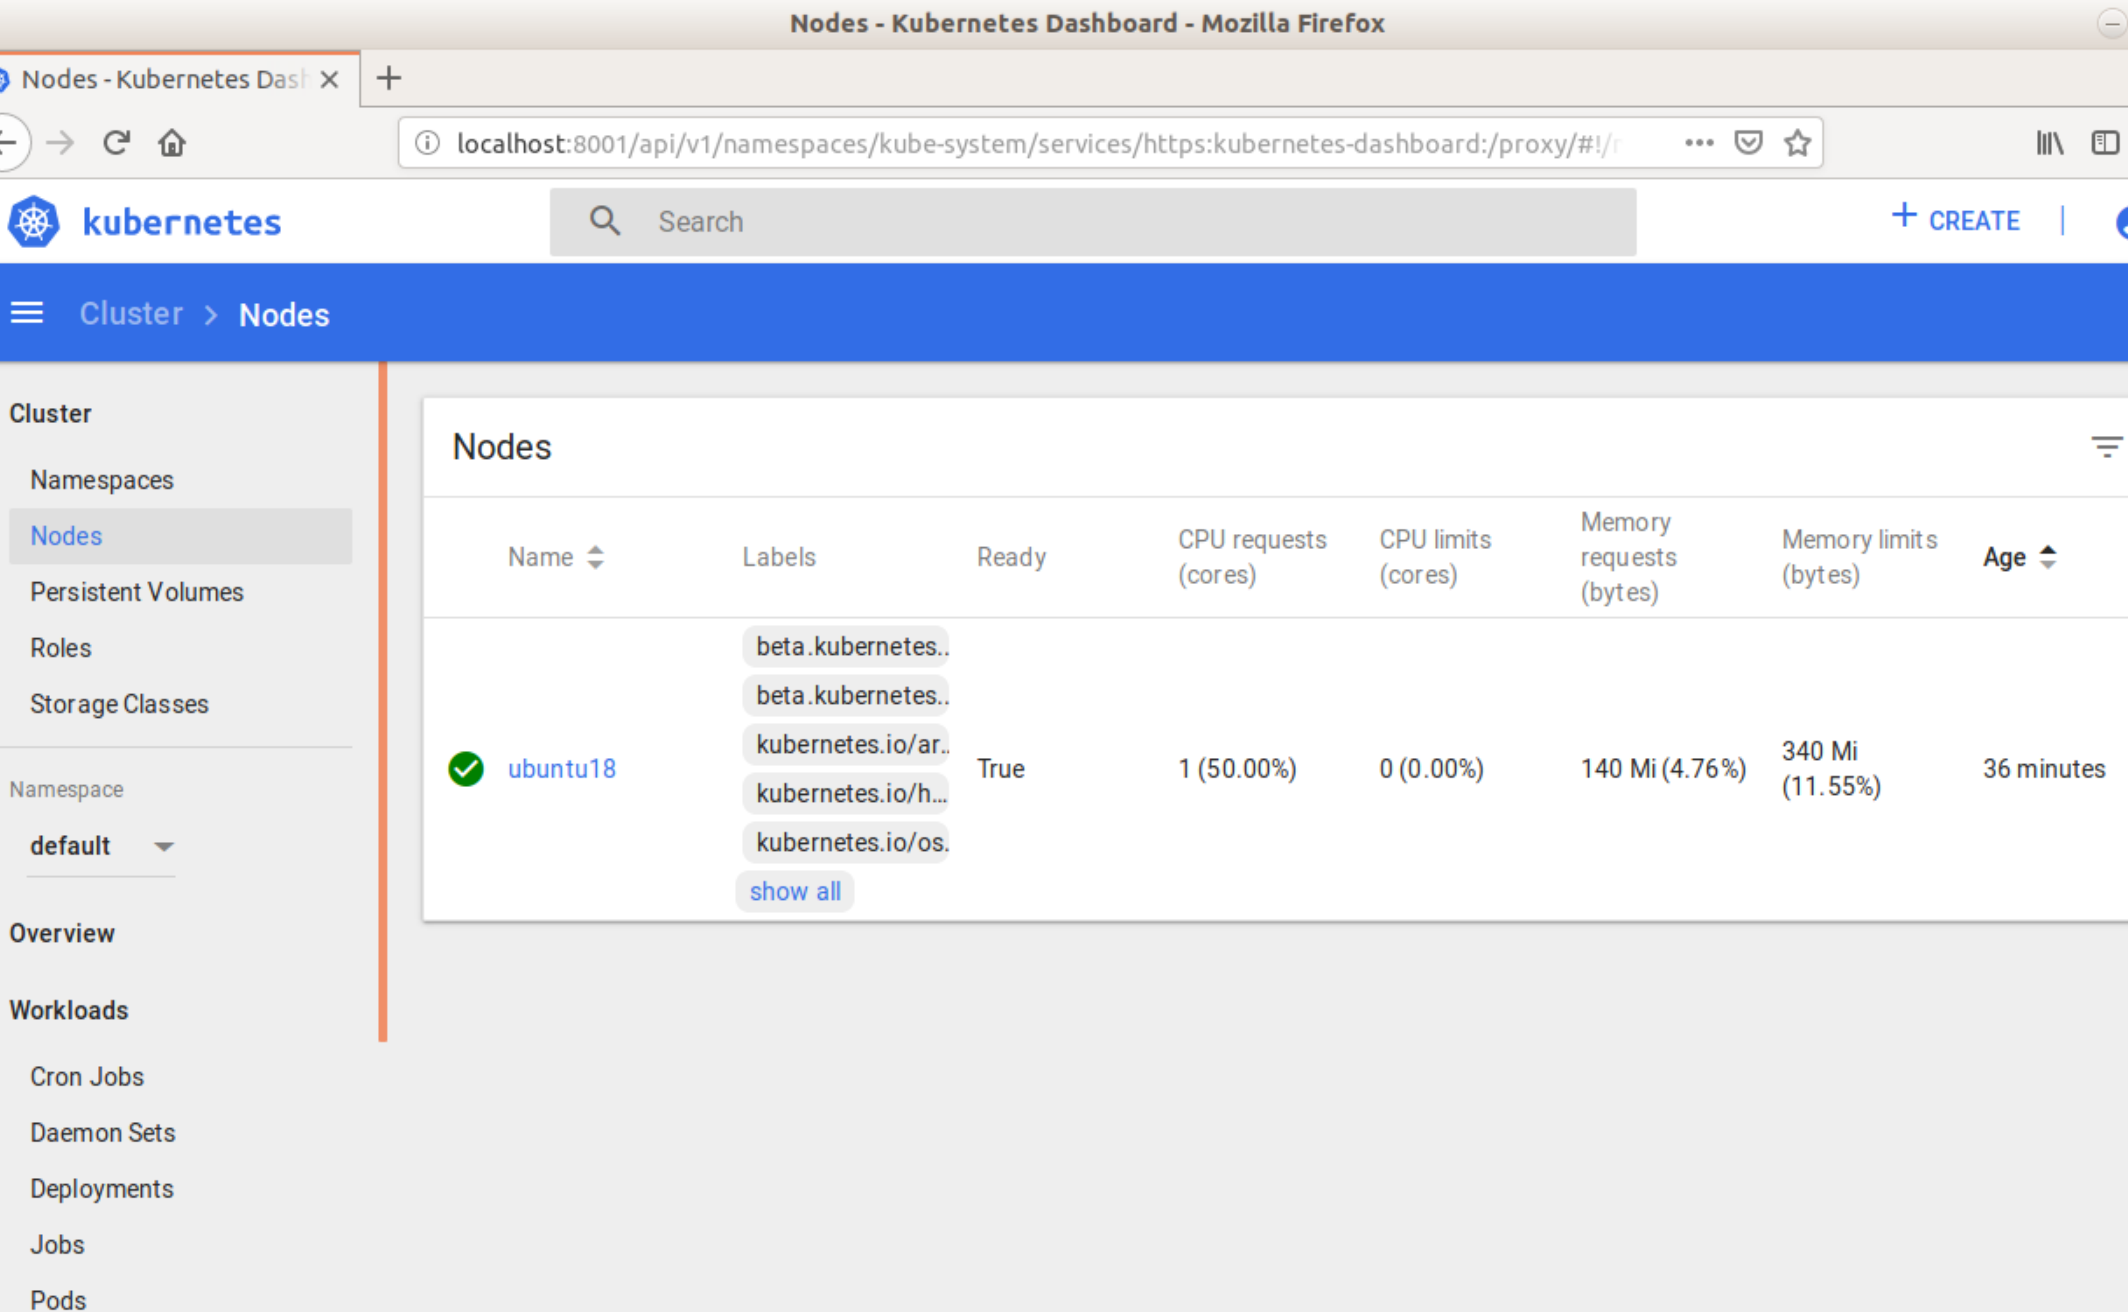 Nodes - Kubernetes Dashboard - Mozilla Firefox
Nodes - Kubernetes Dash
localhost:8001/api/v1/namespaces/kube-system/services/https:kubernetes-dashboard:/proxy/#!/
kubernetes
Search
+ CREATE
Cluster > Nodes
Cluster
Namespaces
Nodes
Persistent Volumes
Roles
Storage Classes
Namespace
default
Overview
Workloads
Cron Jobs
Daemon Sets
Deployments
Jobs
Pods
Nodes
Name
Labels
Ready
CPU requests
(cores)
CPU limits
(cores)
Memory
requests
(bytes)
Memory limits
(bytes)
Age
ubuntu18
beta.kubernetes..
beta.kubernetes..
kubernetes.io/ar..
kubernetes.io/h...
kubernetes.io/os.
show all
True
1 (50.00%)
0 (0.00%)
140 Mi (4.76%)
340 Mi
(11.55%)
36 minutes